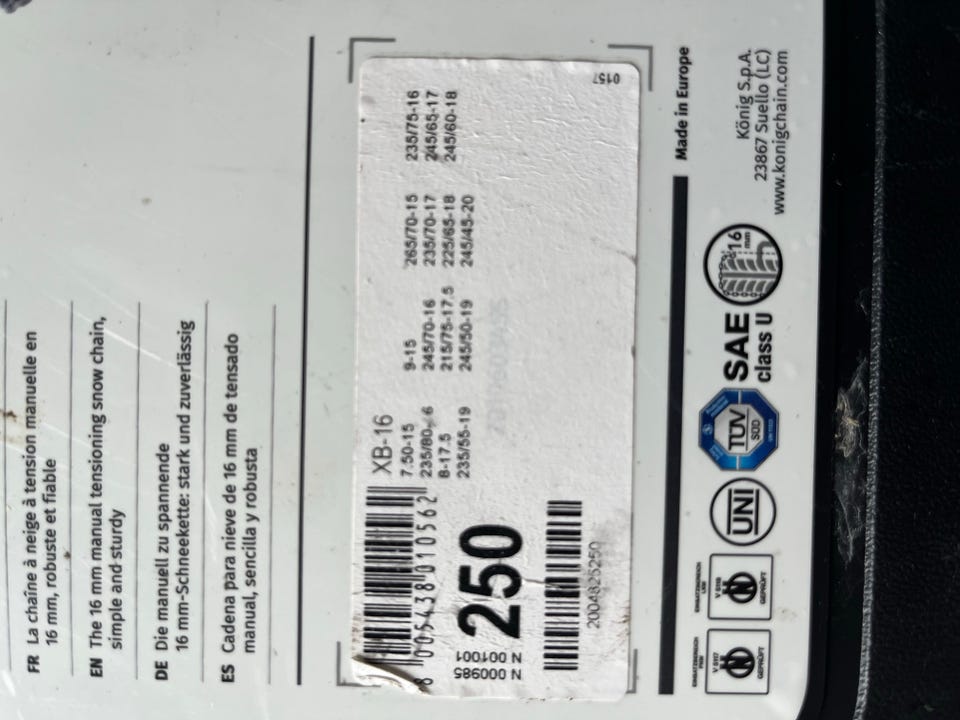 FR La chaîne à neige à tension manuelle en
16 mm, robuste et fiable
EN The 16 mm manual tensioning snow chain,
simple and sturdy
DE Die manuell zu spannende
16 mm-Schneekette: stark und zuverlässig
ES Cadena para nieve de 16 mm de tensado
manual, sencilla y robusta
8 005438 010562
XB-16
7.50-15 9-15 265/70-15 235/75-16
235/80- 6 245/70-16 235/70-17 245/65-17
8-17.5 215/75-17.5 225/65-18 245/60-18
235/55-19 245/50-19 245/45-20
250
N 000985
N 001001
2004825250
0157
Made in Europe
V 5117
GEPRÜFT
V 5119
GEPRÜFT
UNI
TÜV
SÜD
SAE
class U
16
mm
König S.p.A.
23867 Suello (LC)
www.konigchain.com